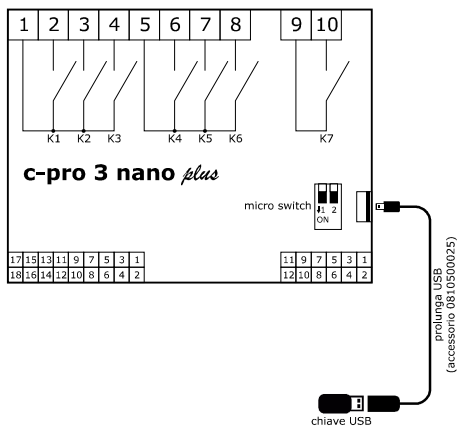 1 2 3 4 5 6 7 8 9 10
K1 K2 K3 K4 K5 K6 K7
c-pro 3 nano plus
micro switch
1 2
ON
17 15 13 11 9 7 5 3 1
18 16 14 12 10 8 6 4 2
11 9 7 5 3 1
12 10 8 6 4 2
prolunga USB
(accessorio 0810500025)
chiave USB